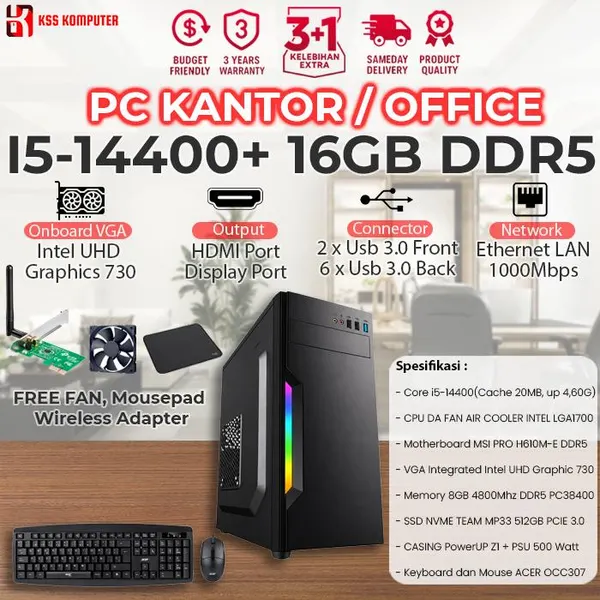 KSS KOMPUTER
BUDGET
FRIENDLY
3
3 YEARS
WARRANTY
3+1
KELEBIHAN
EXTRA
SAMEDAY
DELIVERY
PRODUCT
QUALITY
PC KANTOR / OFFICE
I5-14400+ 16GB DDR5
Onboard VGA
Intel UHD
Graphics 730
Output
HDMI Port
Display Port
Connector
2 x Usb 3.0 Front
6 x Usb 3.0 Back
Network
Ethernet LAN
1000Mbps
FREE FAN, Mousepad
Wireless Adapter
Spesifikasi :
- Core i5-14400(Cache 20MB, up 4,60G)
- CPU DA FAN AIR COOLER INTEL LGA1700
- Motherboard MSI PRO H610M-E DDR5
- VGA Integrated Intel UHD Graphic 730
- Memory 8GB 4800Mhz DDR5 PC38400
- SSD NVME TEAM MP33 512GB PCIE 3.0
- CASING PowerUP Z1 + PSU 500 Watt
- Keyboard dan Mouse ACER OCC307